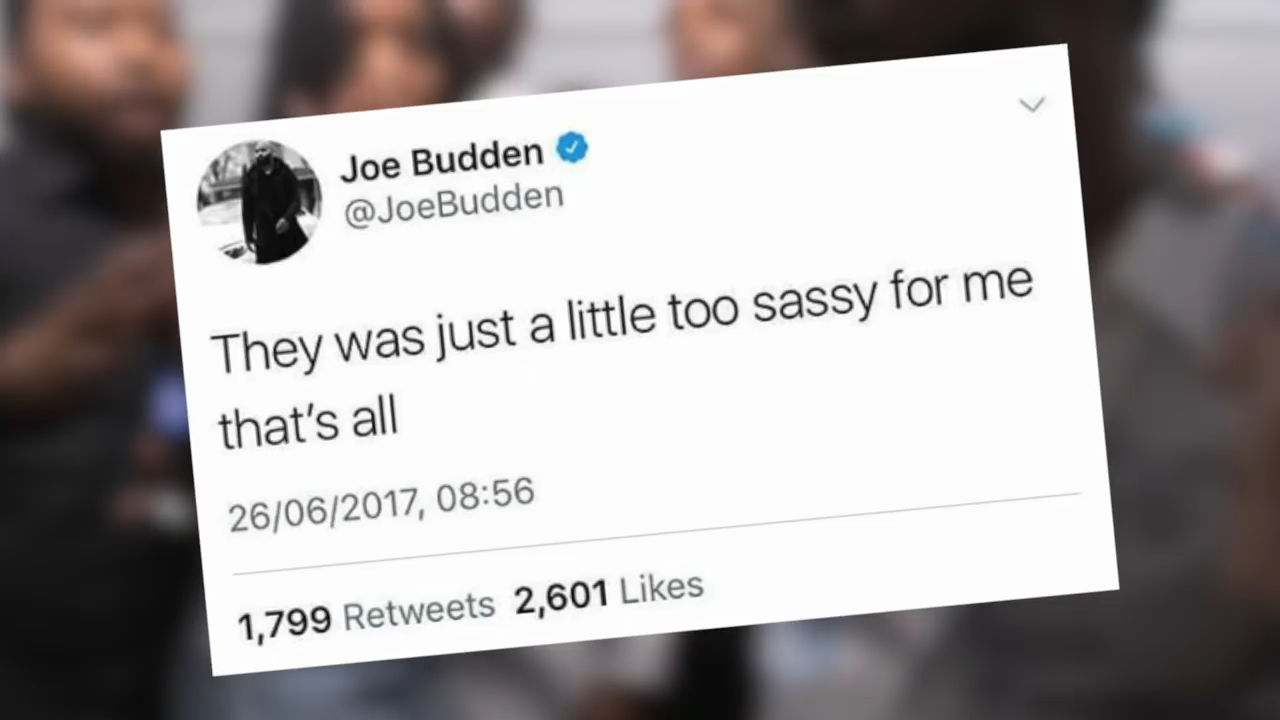 Joe Budden
@JoeBudden
They was just a little too sassy for me
that's all
26/06/2017, 08:56
1,799 Retweets 2,601 Likes